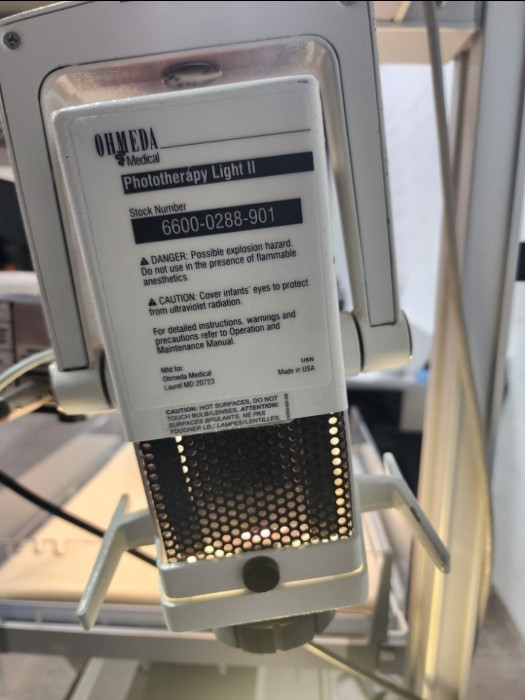 OHMEDA
Medical
Phototherapy Light II
Stock Number
6600-0288-901
DANGER: Possible explosion hazard.
Do not use in the presence of flammable
anesthetics.
CAUTION: Cover infants' eyes to protect
from ultraviolet radiation.
For detailed instructions, warnings and
precautions refer to Operation and
Maintenance Manual.
Mfd for:
Ohmeda Medical
Laurel MD 20723
USN
Made in USA
CAUTION: HOT SURFACES, DO NOT
TOUCH BULB/LENSES. ATTENTION:
SURFACES BRULANTS, NE PAS
TOUCHER LES LAMPES/LENTILLES.